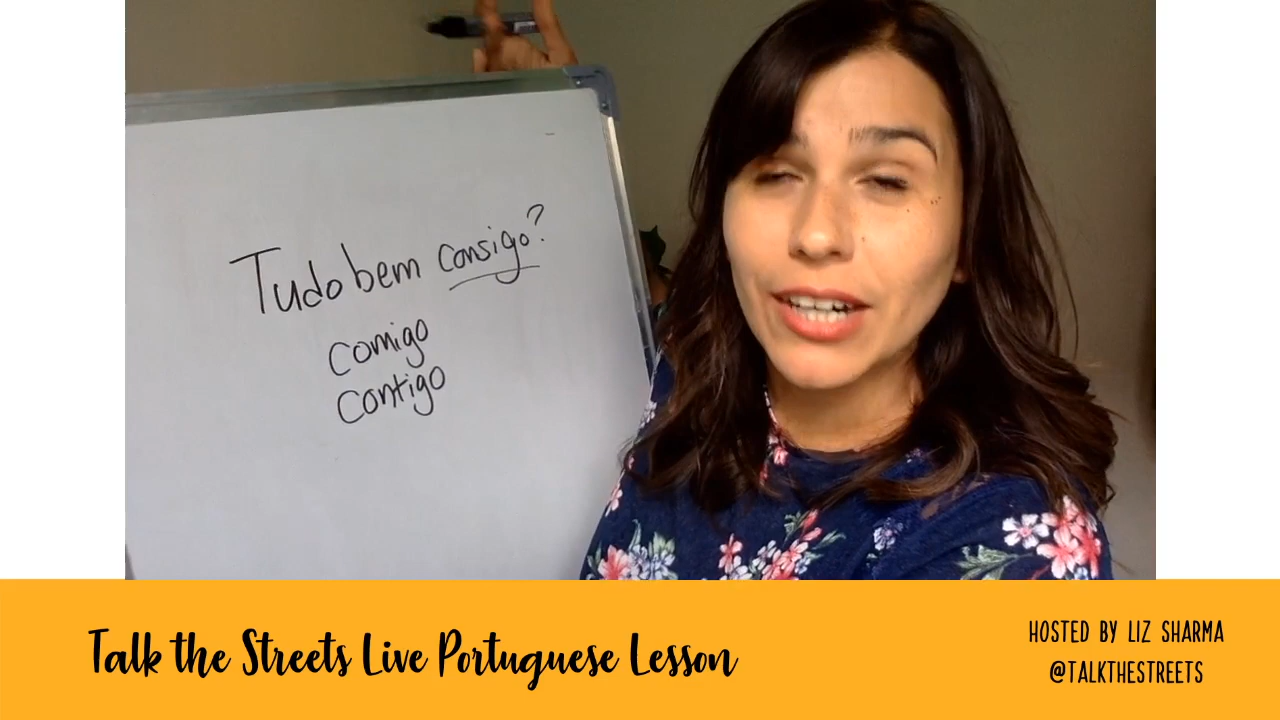 Tudo bem consigo?
comigo
contigo
Talk the Streets Live Portuguese Lesson
HOSTED BY LIZ SHARMA
@TALKTHESTREETS